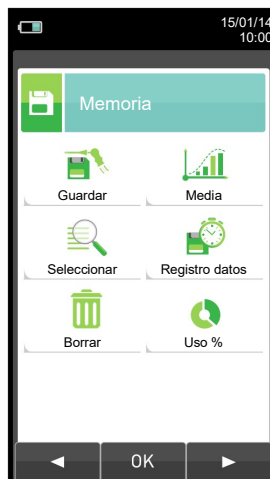 15/01/14
10:00
Memoria
Guardar
Media
Seleccionar
Registro datos
Borrar
Uso %
OK